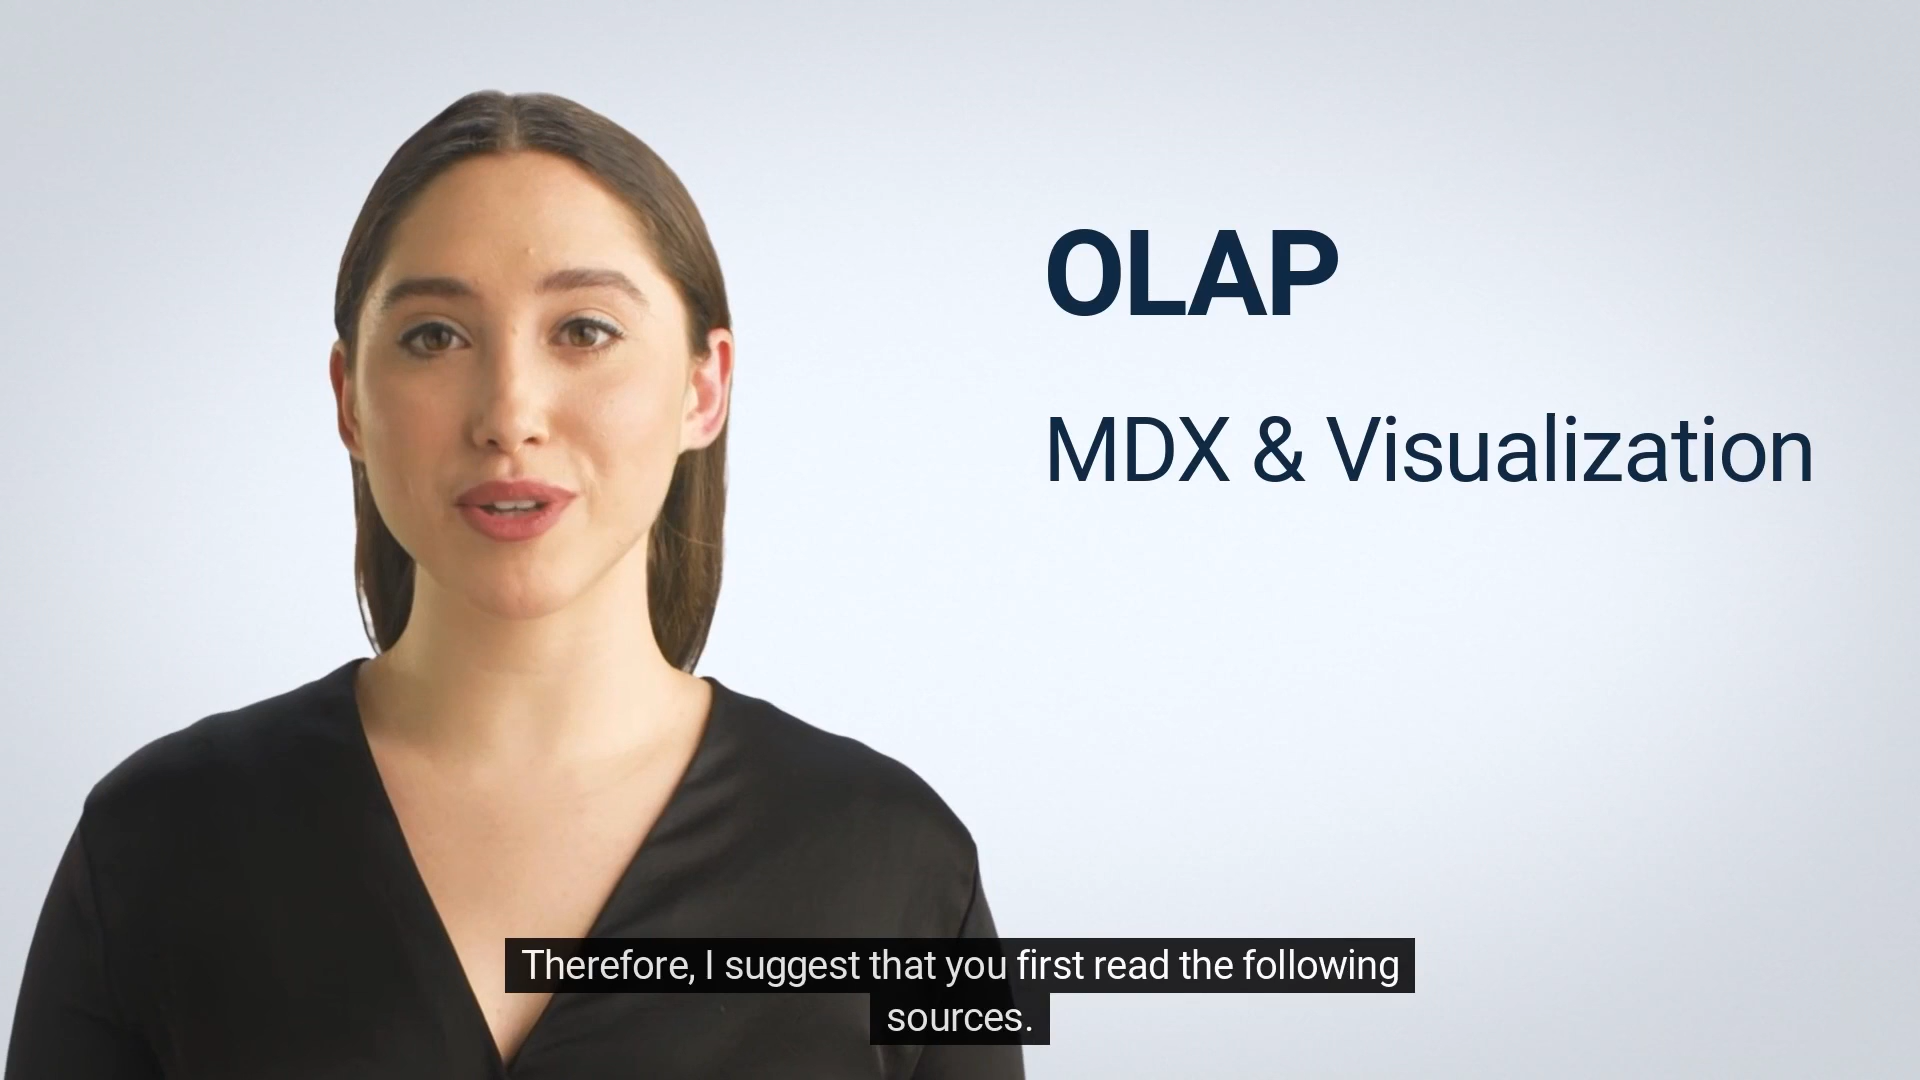 OLAP
MDX & Visualization
Therefore, I suggest that you first read the following
sources.